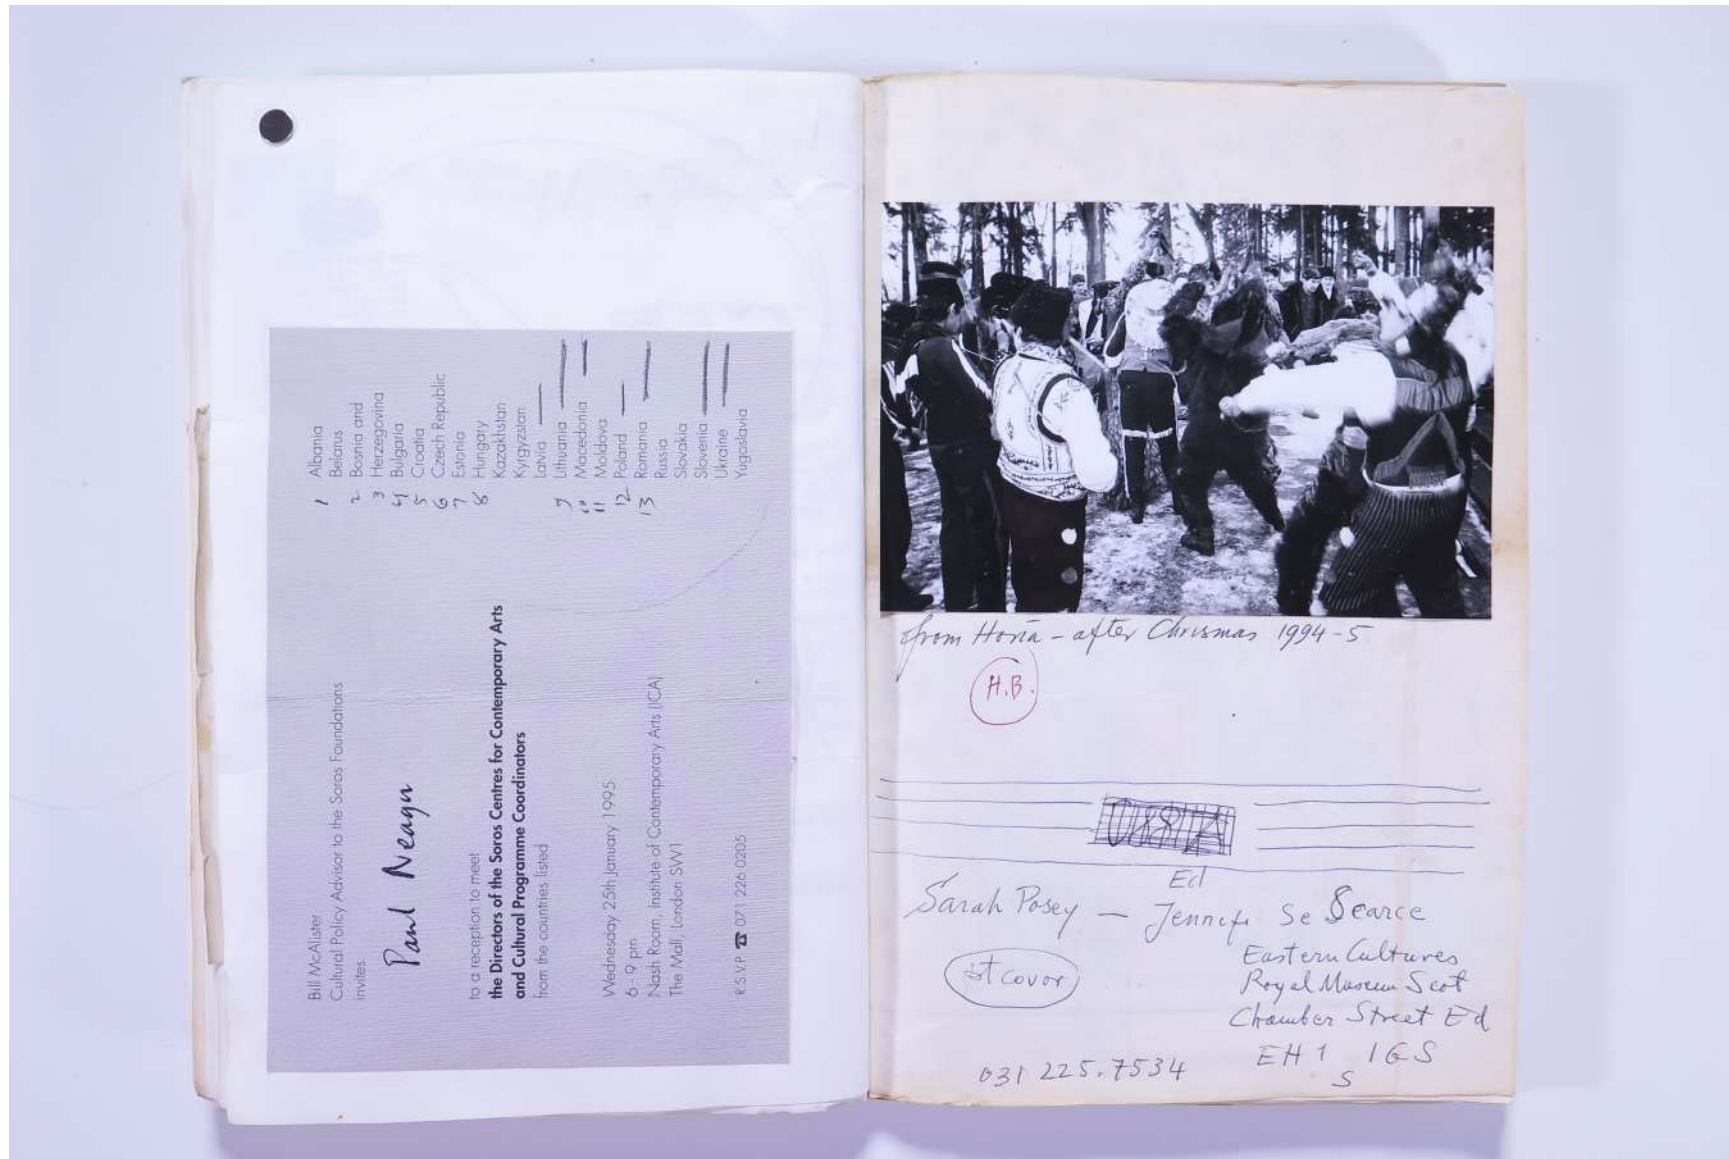 Bill McAlister
Cultural Policy Advisor to the Soros Foundations
invites
Paul Neagu
to a reception to meet
the Directors of the Soros Centres for Contemporary Arts
and Cultural Programme Coordinators
from the countries listed
Wednesday 25th January 1995
6 - 9 pm
Nash Room, Institute of Contemporary Arts (ICA)
The Mall, London SW1
R.S.V.P ☎ 071 226 0205
1 Albania
Belarus
2 Bosnia and
3 Herzegovina
4 Bulgaria
5 Croatia
6 Czech Republic
7 Estonia
8 Hungary
Kazakhstan
Kyrgyzstan
Latvia
9 Lithuania
10 Macedonia
11 Moldova
12 Poland
13 Romania
Russia
Slovakia
Slovenia
Ukraine
Yugoslavia
from Horia - after Chrismas 1994-5
H.B.
Ed
Sarah Posey — Jennife Se Scarce
Eastern Cultures
1st cover
Royal Museum Scot
Chamber Street Ed
EH1 1GS
S
031 225.7534